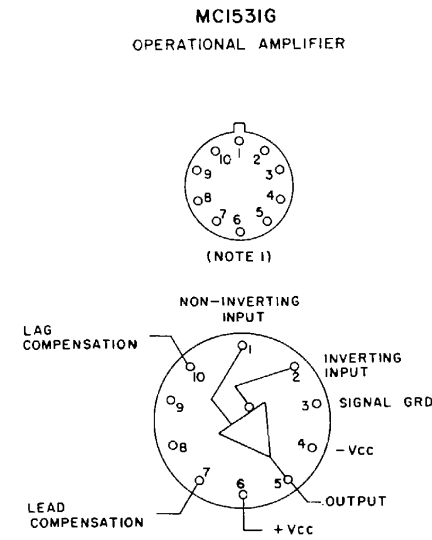 MC1531G
OPERATIONAL AMPLIFIER
1
10 2
9 3
8 4
7 6 5
(NOTE 1)
NON-INVERTING
INPUT
LAG
COMPENSATION
1
INVERTING
INPUT
10 2
9 3 SIGNAL GRD
8 4 -VCC
7 6 5
OUTPUT
LEAD
COMPENSATION
+VCC